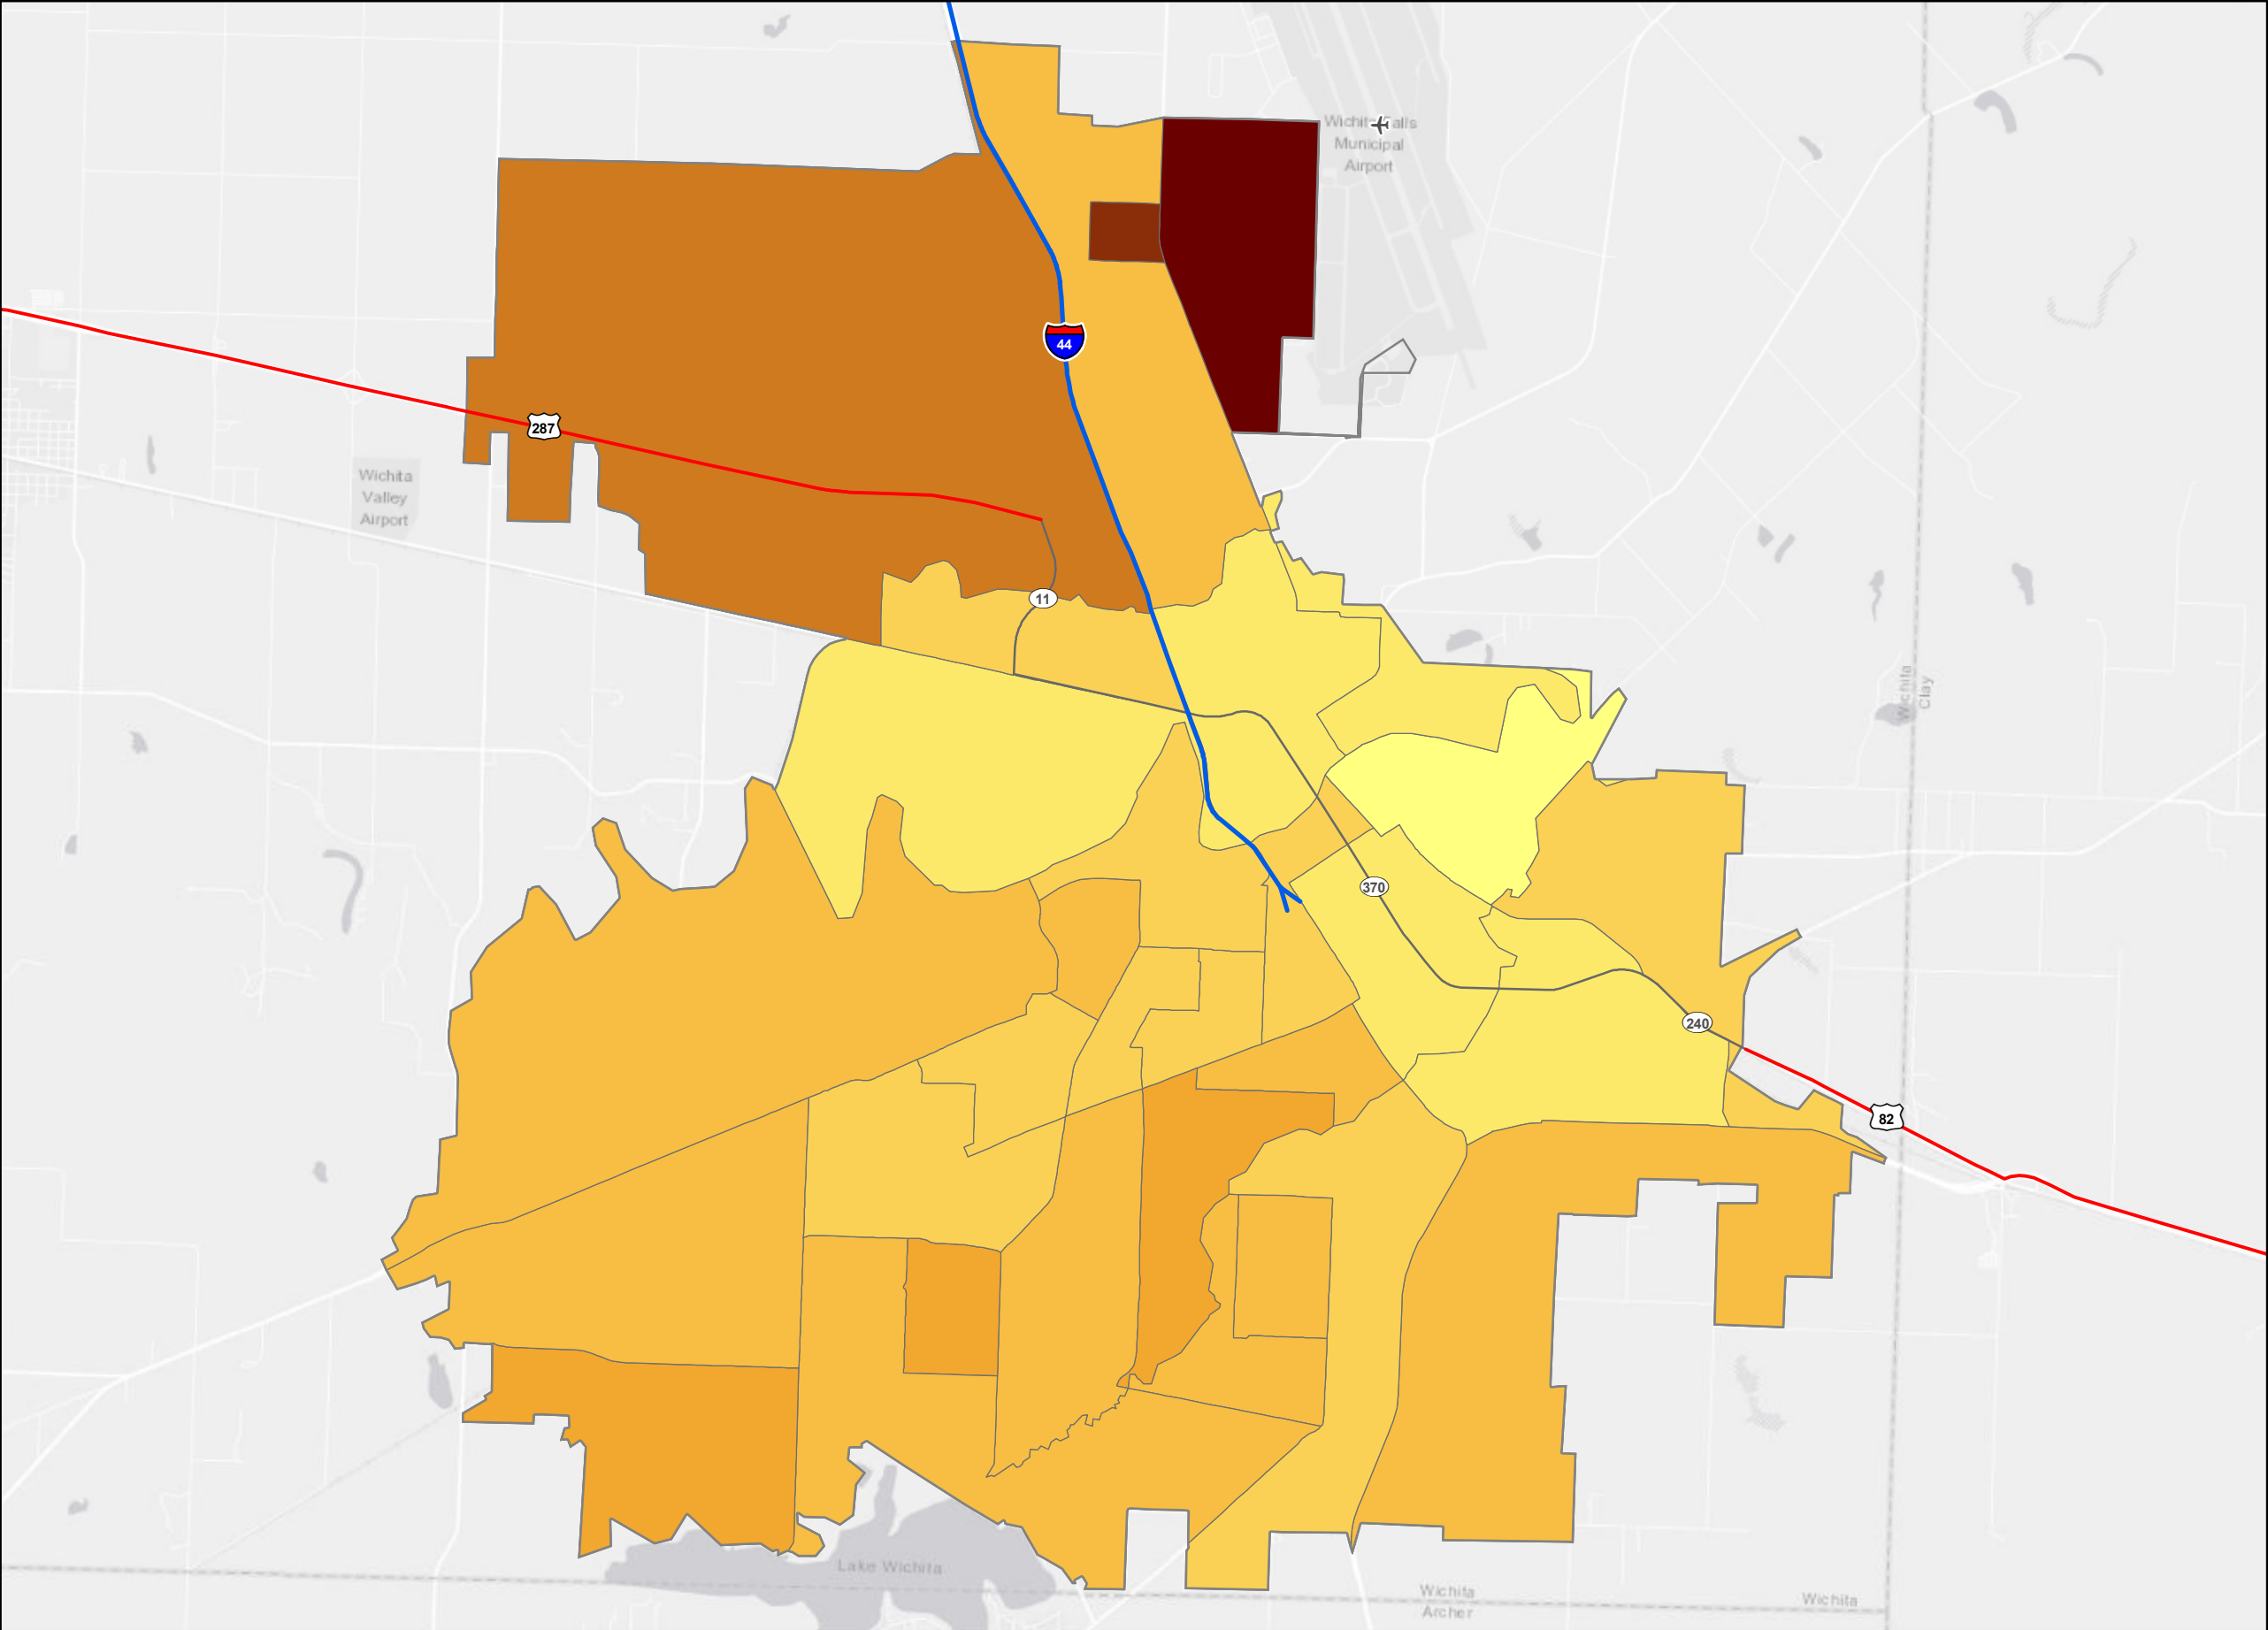 Wichita Falls
Municipal
Airport
44
287
Wichita
Valley
Airport
11
Wichita
Clay
370
240
82
Lake Wichita
Wichita
Archer
Wichita